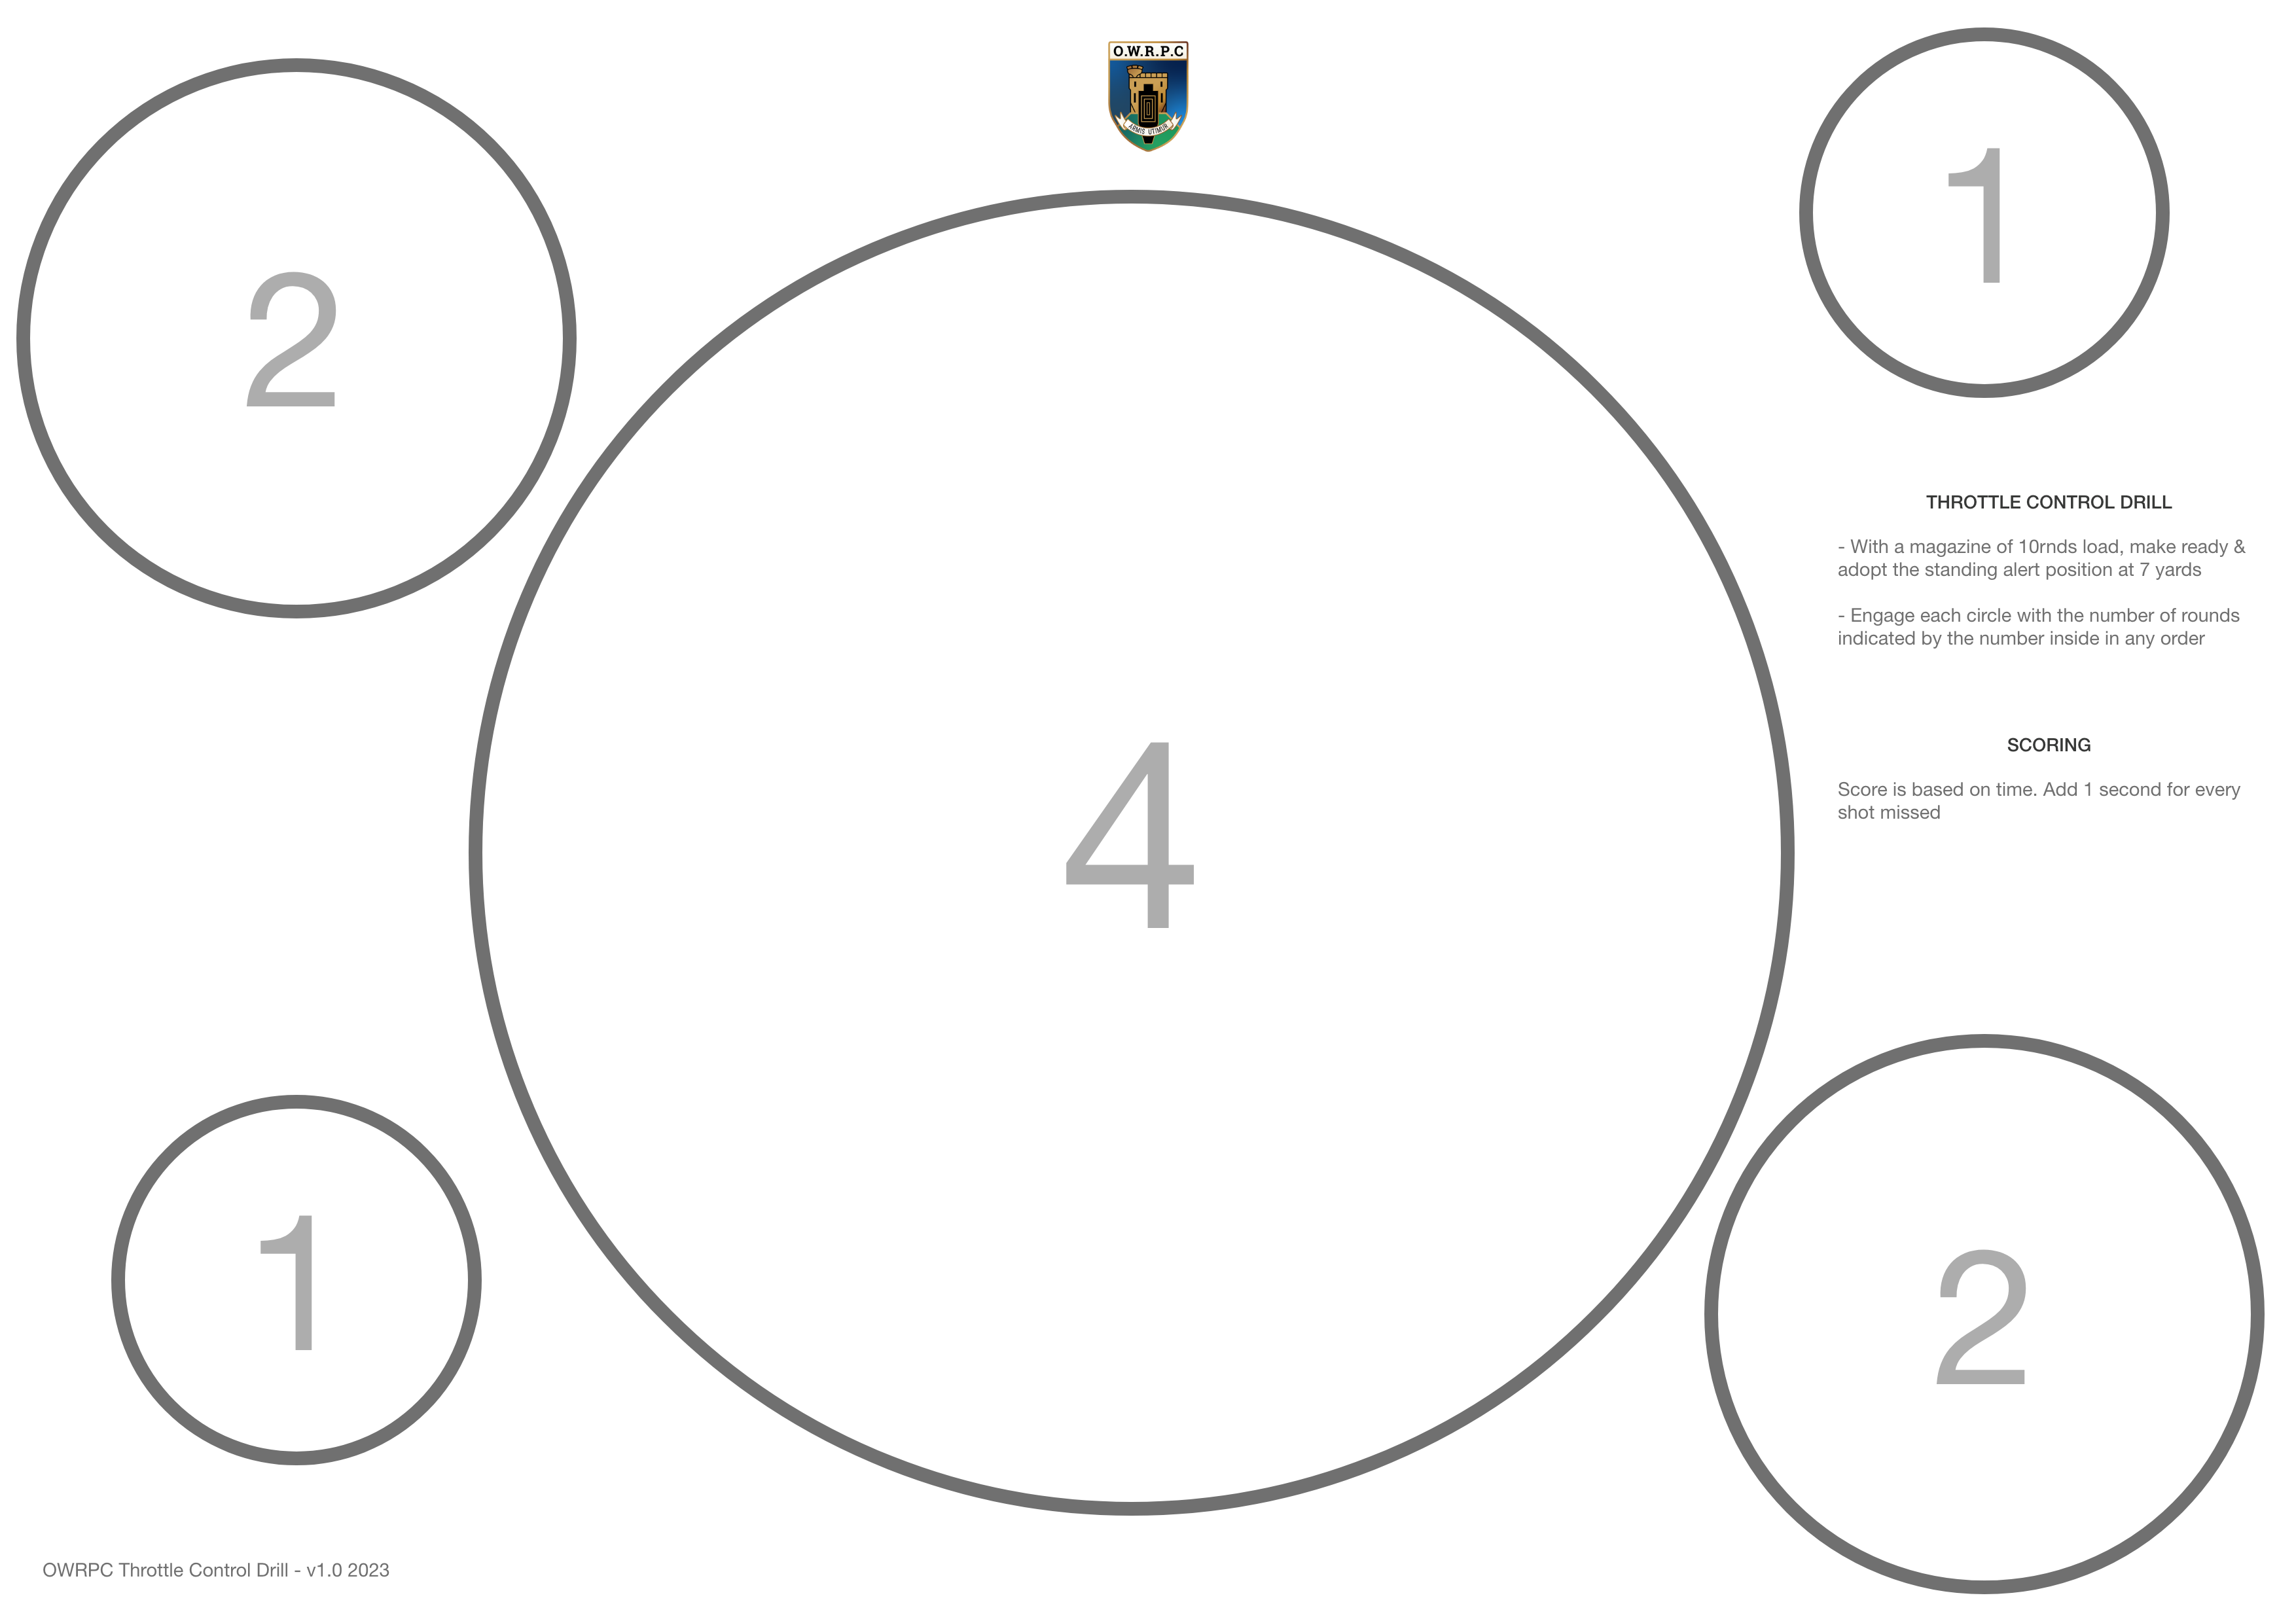 O.W.R.P.C
ARMIS UTIMUR
2
1
THROTTLE CONTROL DRILL
- With a magazine of 10rnds load, make ready &
adopt the standing alert position at 7 yards
- Engage each circle with the number of rounds
indicated by the number inside in any order
4
SCORING
Score is based on time. Add 1 second for every
shot missed
1
2
OWRPC Throttle Control Drill - v1.0 2023